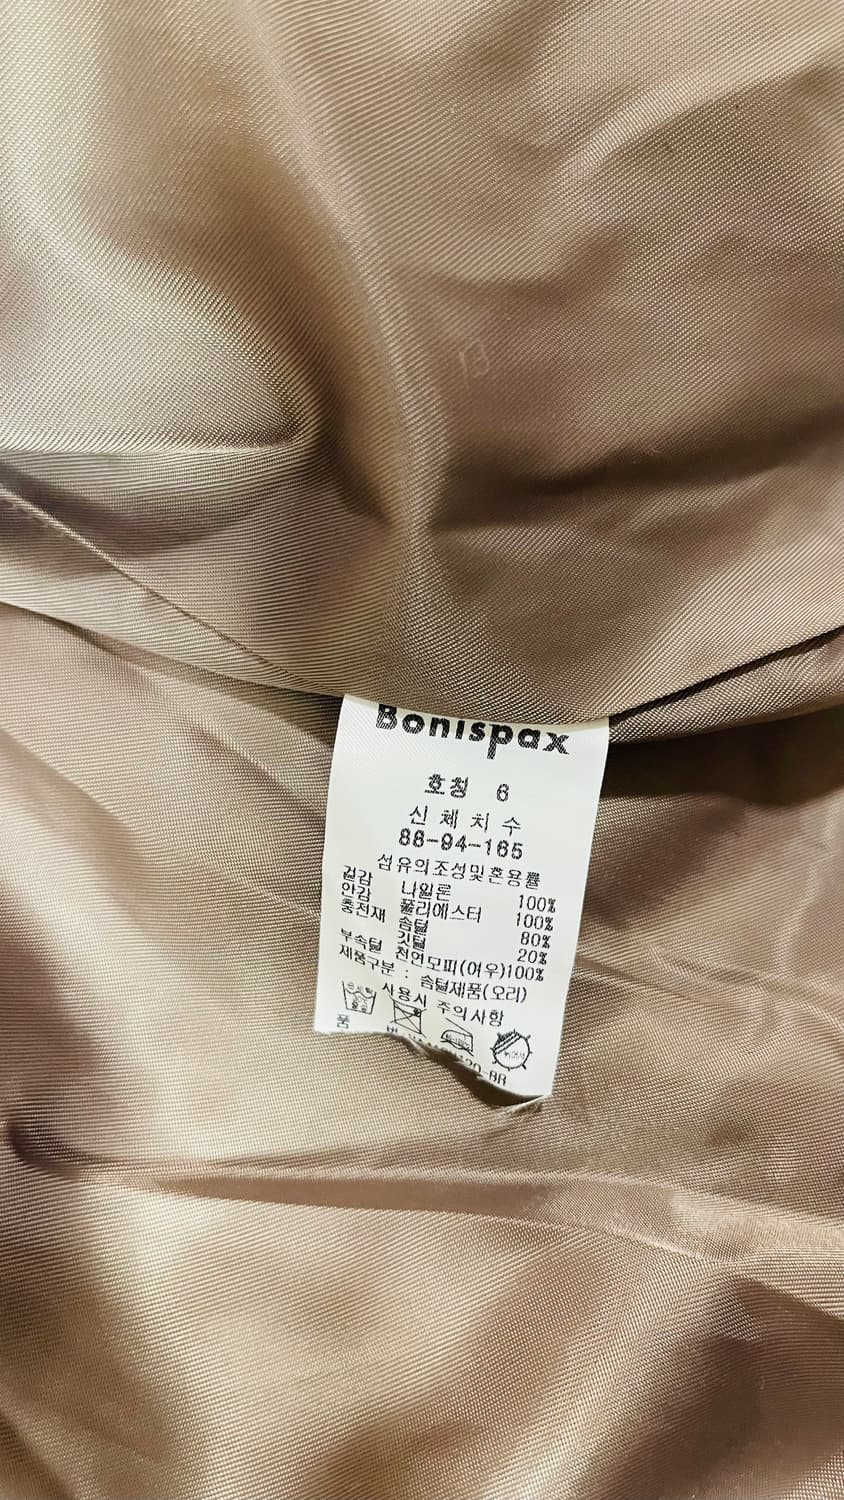 Bonispax
호칭 6
신체치수
88-94-165
섬유의조성및혼용률
겉감 나일론 100%
안감 폴리에스터 100%
충전재 솜털 80%
깃털 20%
부속털 천연모피(여우)100%
제품구분 : 솜털제품(오리)
사용시 주의사항
품
20-BR